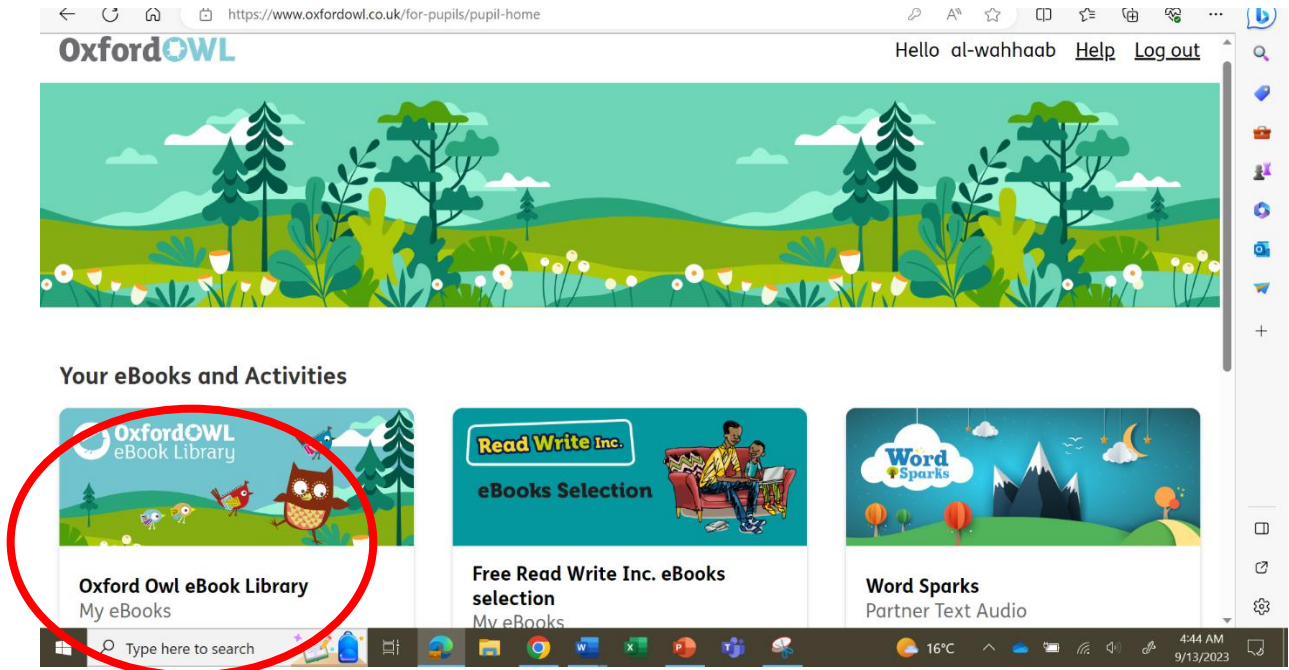 https://www.oxfordowl.co.uk/for-pupils/pupil-home
OxfordOWL
Hello al-wahhaab Help Log out
Your eBooks and Activities
OxfordOWL
eBook Library
Read Write Inc.
eBooks Selection
Word
Sparks
Oxford Owl eBook Library
My eBooks
Free Read Write Inc. eBooks
selection
My eBooks
Word Sparks
Partner Text Audio
Type here to search
16°C
4:44 AM
9/13/2023